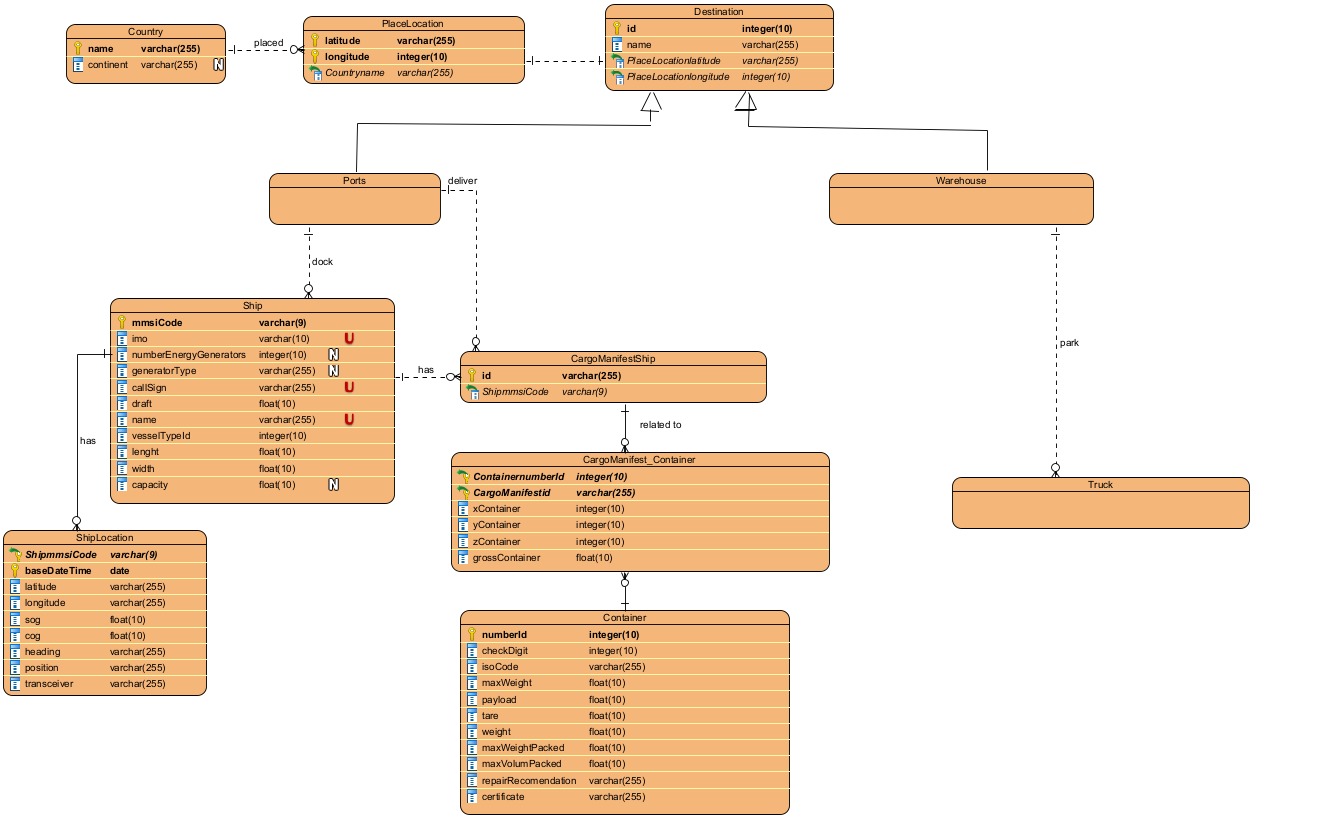 Country
name varchar(255)
continent varchar(255) N
placed
PlaceLocation
latitude varchar(255)
longitude integer(10)
Countryname varchar(255)
Destination
id integer(10)
name varchar(255)
PlaceLocationlatitude varchar(255)
PlaceLocationlongitude integer(10)
Ports
deliver
Warehouse
dock
park
Ship
mmsiCode varchar(9)
imo varchar(10) U
numberEnergyGenerators integer(10) N
generatorType varchar(255) N
callSign varchar(255) U
draft float(10)
name varchar(255) U
vesselTypeId integer(10)
lenght float(10)
width float(10)
capacity float(10) N
has
has
CargoManifestShip
id varchar(255)
ShipmmsiCode varchar(9)
related to
CargoManifest_Container
ContainernumberId integer(10)
CargoManifestid varchar(255)
xContainer integer(10)
yContainer integer(10)
zContainer integer(10)
grossContainer float(10)
Truck
ShipLocation
ShipmmsiCode varchar(9)
baseDateTime date
latitude varchar(255)
longitude varchar(255)
sog float(10)
cog float(10)
heading varchar(255)
position varchar(255)
transceiver varchar(255)
Container
numberId integer(10)
checkDigit integer(10)
isoCode varchar(255)
maxWeight float(10)
payload float(10)
tare float(10)
weight float(10)
maxWeightPacked float(10)
maxVolumPacked float(10)
repairRecomendation varchar(255)
certificate varchar(255)